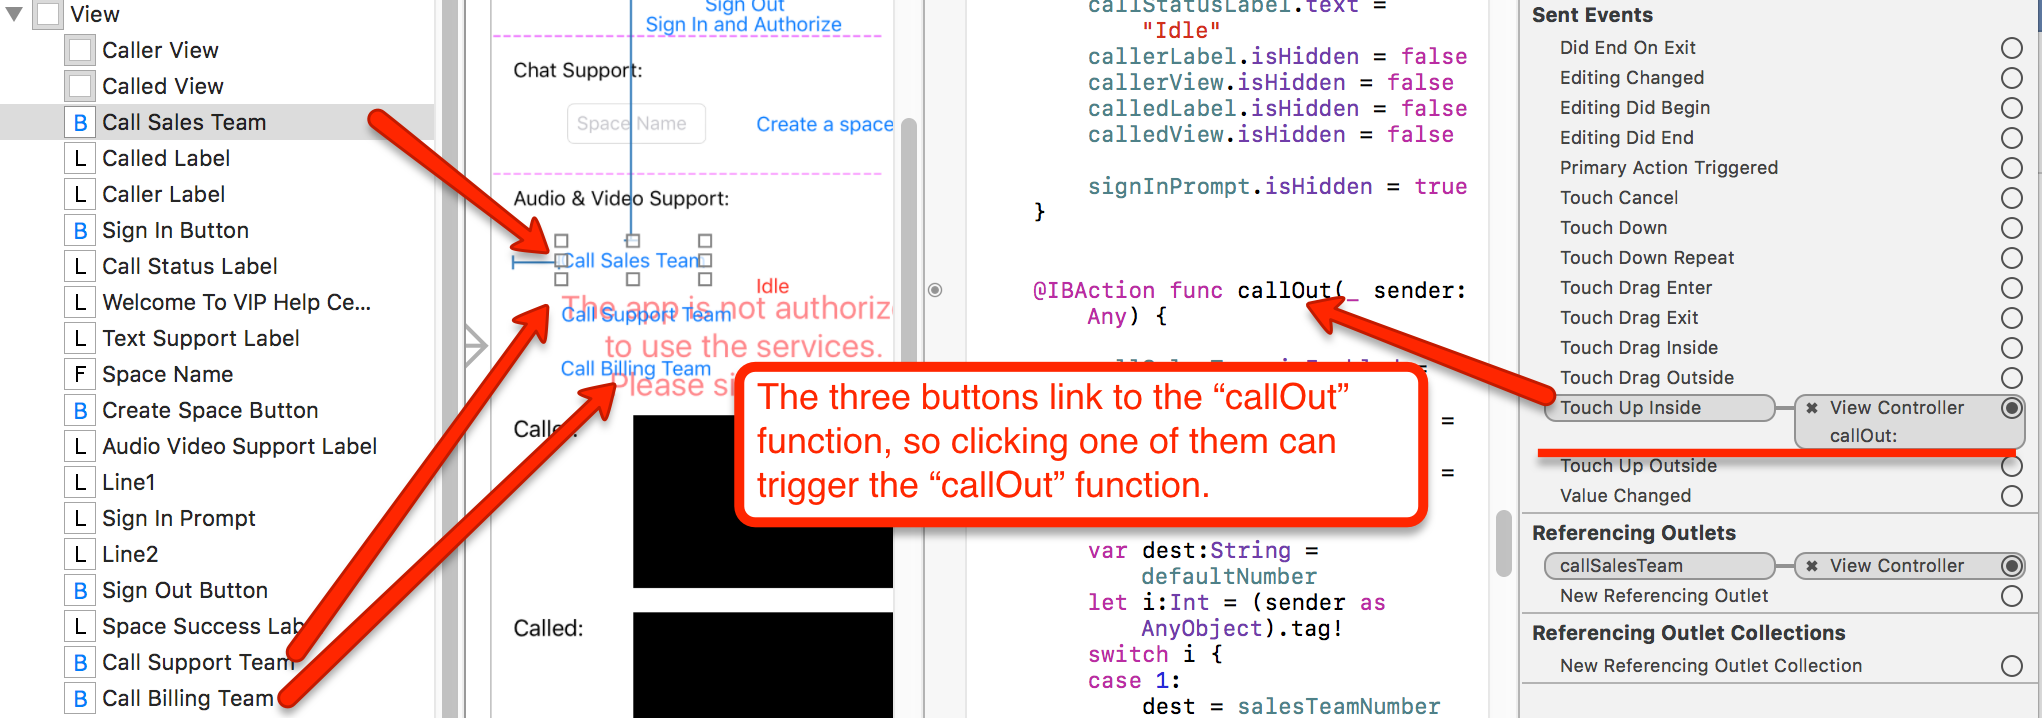 View
Caller View
Called View
B Call Sales Team
L Called Label
L Caller Label
B Sign In Button
L Call Status Label
L Welcome To VIP Help Ce...
L Text Support Label
F Space Name
B Create Space Button
L Audio Video Support Label
L Line1
L Sign In Prompt
L Line2
B Sign Out Button
L Space Success Lab
B Call Support Team
B Call Billing Team
Sign Out
Sign In and Authorize
Chat Support:
Space Name
Create a space
Audio & Video Support:
Call Sales Team
Idle
The app is not authoriz
Call Support Team
to use the services.
Call Billing Team
Please si
Caller:
Called:
callStatusLabel.text =
"Idle"
callerLabel.isHidden = false
callerView.isHidden = false
calledLabel.isHidden = false
calledView.isHidden = false
signInPrompt.isHidden = true
}
@IBAction func callOut(_ sender:
Any) {
=
=
=
The three buttons link to the “callOut”
function, so clicking one of them can
trigger the “callOut” function.
var dest:String =
defaultNumber
let i:Int = (sender as
AnyObject).tag!
switch i {
case 1:
dest = salesTeamNumber
Sent Events
Did End On Exit
Editing Changed
Editing Did Begin
Editing Did End
Primary Action Triggered
Touch Cancel
Touch Down
Touch Down Repeat
Touch Drag Enter
Touch Drag Exit
Touch Drag Inside
Touch Drag Outside
Touch Up Inside ✖ View Controller
callOut:
Touch Up Outside
Value Changed
Referencing Outlets
callSalesTeam ✖ View Controller
New Referencing Outlet
Referencing Outlet Collections
New Referencing Outlet Collection